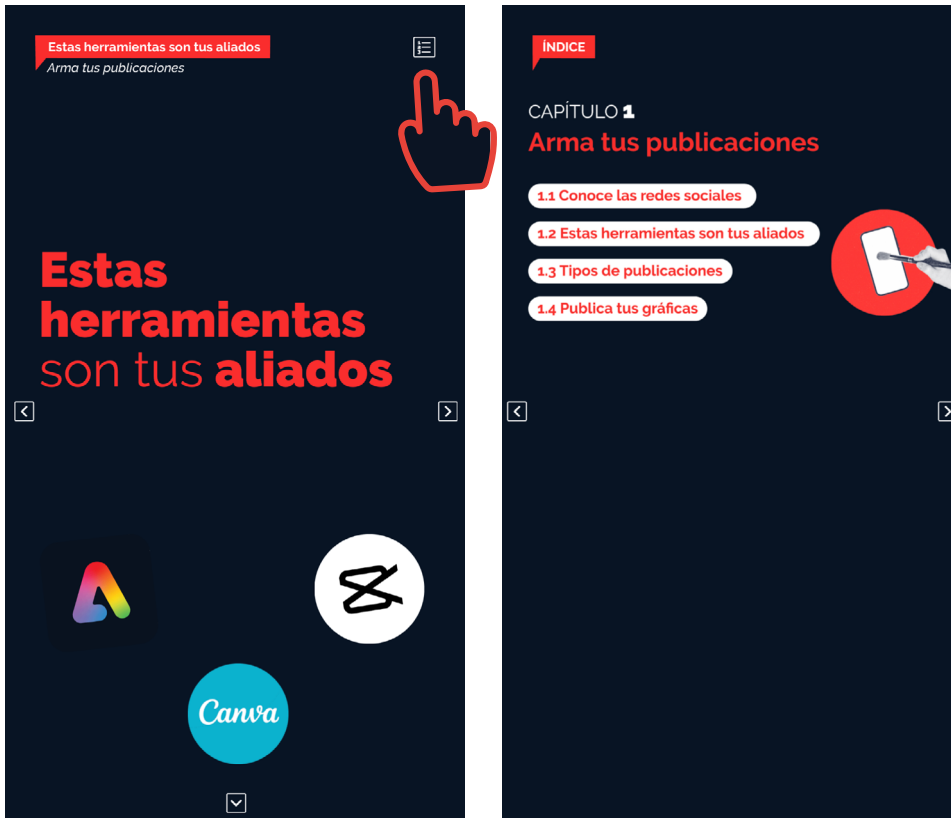 Estas herramientas son tus aliados
Arma tus publicaciones
Estas
herramientas
son tus aliados
Canva
ÍNDICE
CAPÍTULO 1
Arma tus publicaciones
1.1 Conoce las redes sociales
1.2 Estas herramientas son tus aliados
1.3 Tipos de publicaciones
1.4 Publica tus gráficas